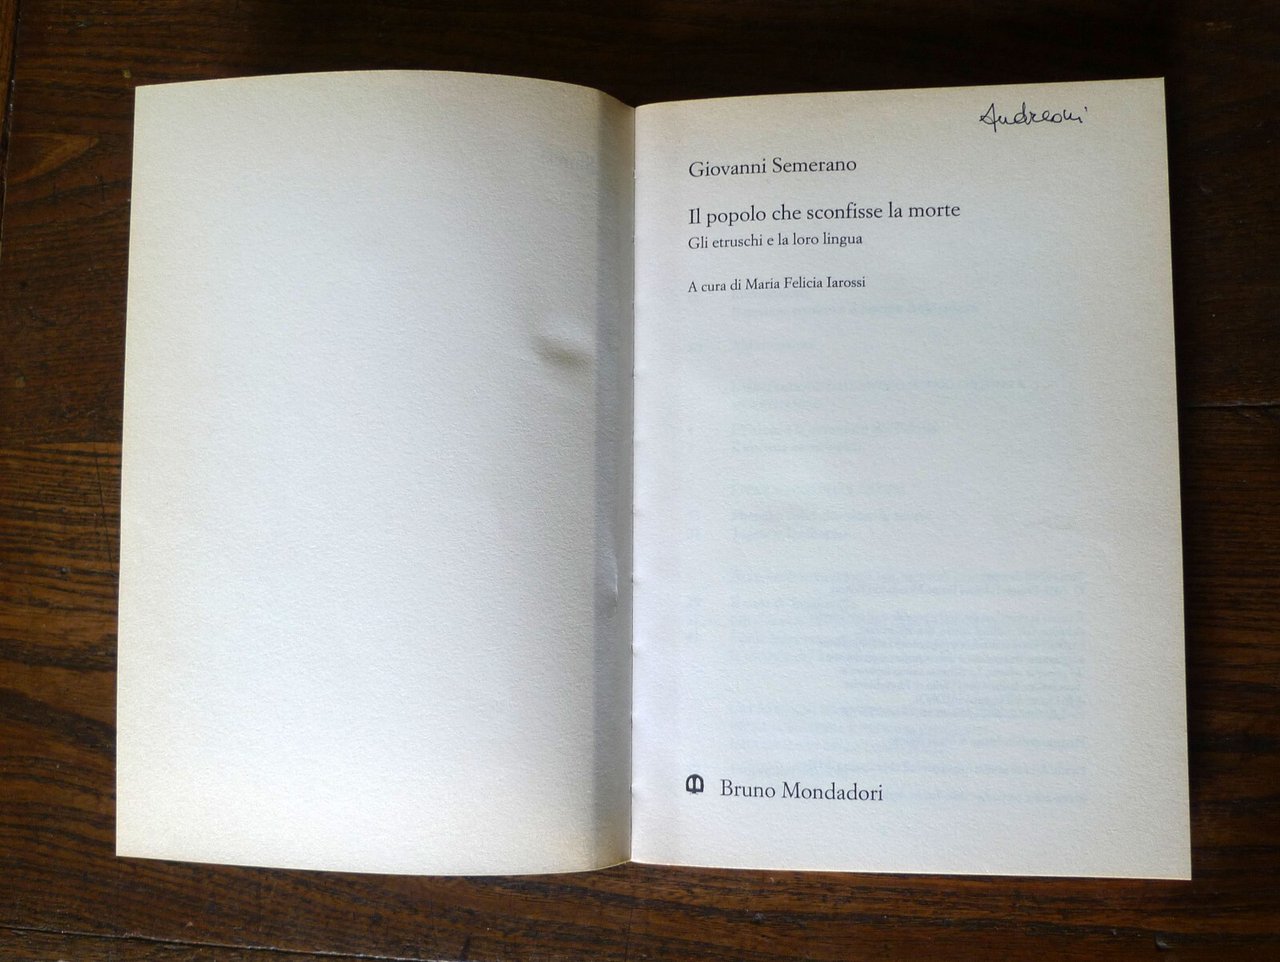 Andreoni
Giovanni Semerano
Il popolo che sconfisse la morte
Gli etruschi e la loro lingua
A cura di Maria Felicia Iarossi
Bruno Mondadori